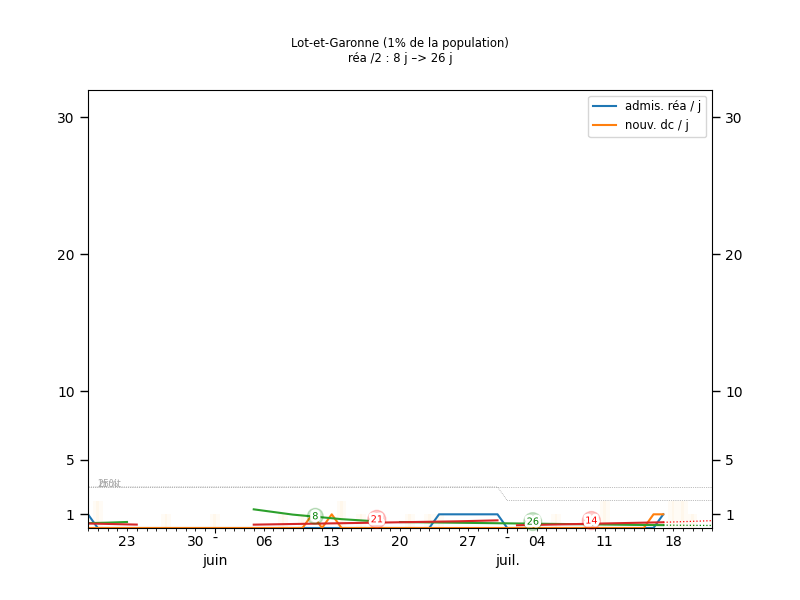 Lot-et-Garonne (1% de la population)
réa /2 : 8 j –> 26 j
admis. réa / j
nouv. dc / j
30 30
20 20
10 10
5 5
1 1
8 21 26 14
23 30 - 06 13 20 27 - 04 11 18
juin juil.